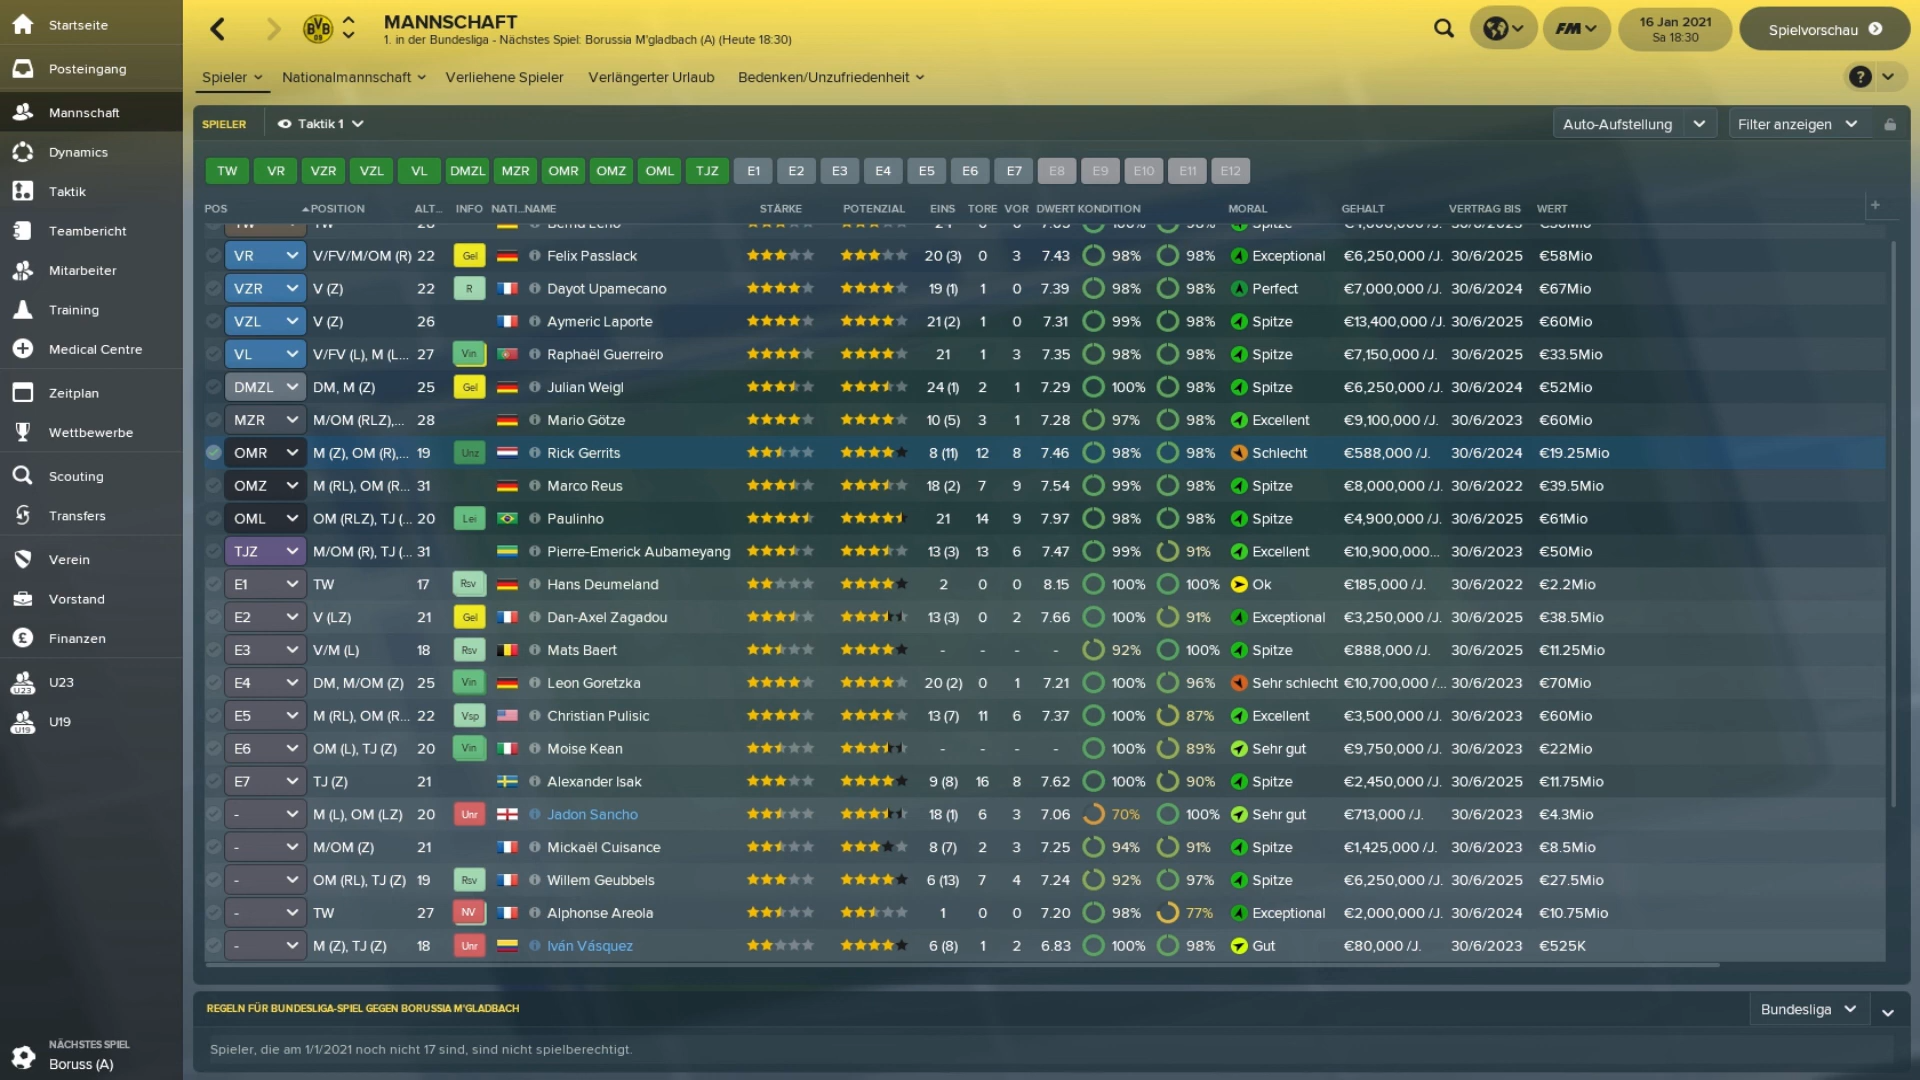 Startseite
Posteingang
Mannschaft
Dynamics
Taktik
Teambericht
Mitarbeiter
Training
Medical Centre
Zeitplan
Wettbewerbe
Scouting
Transfers
Verein
Vorstand
Finanzen
U23
U19
NÄCHSTES SPIEL
Boruss (A)
MANNSCHAFT
1. in der Bundesliga - Nächstes Spiel: Borussia M'gladbach (A) (Heute 18:30)
FM
16 Jan 2021
Sa 18:30
Spielvorschau
Spieler Nationalmannschaft Verliehene Spieler Verlängerter Urlaub Bedenken/Unzufriedenheit
SPIELER Taktik 1 Auto-Aufstellung Filter anzeigen
TW VR VZR VZL VL DMZL MZR OMR OMZ OML TJZ E1 E2 E3 E4 E5 E6 E7 E8 E9 E10 E11 E12
POS POSITION ALT... INFO NATI... NAME STÄRKE POTENZIAL EINS TORE VOR DWERT KONDITION MORAL GEHALT VERTRAG BIS WERT
VR V/FV/M/OM (R) 22 Gel Felix Passlack 20 (3) 0 3 7.43 98% 98% Exceptional €6,250,000 /J. 30/6/2025 €58Mio
VZR V (Z) 22 R Dayot Upamecano 19 (1) 1 0 7.39 98% 98% Perfect €7,000,000 /J. 30/6/2024 €67Mio
VZL V (Z) 26 Aymeric Laporte 21 (2) 1 0 7.31 99% 98% Spitze €13,400,000 /J. 30/6/2025 €60Mio
VL V/FV (L), M (L... 27 Vin Raphaël Guerreiro 21 1 3 7.35 98% 98% Spitze €7,150,000 /J. 30/6/2025 €33.5Mio
DMZL DM, M (Z) 25 Gel Julian Weigl 24 (1) 2 1 7.29 100% 98% Spitze €6,250,000 /J. 30/6/2024 €52Mio
MZR M/OM (RLZ),... 28 Mario Götze 10 (5) 3 1 7.28 97% 98% Excellent €9,100,000 /J. 30/6/2023 €60Mio
OMR M (Z), OM (R),... 19 Unz Rick Gerrits 8 (11) 12 8 7.46 98% 98% Schlecht €588,000 /J. 30/6/2024 €19.25Mio
OMZ M (RL), OM (R... 31 Marco Reus 18 (2) 7 9 7.54 99% 98% Spitze €8,000,000 /J. 30/6/2022 €39.5Mio
OML OM (RLZ), TJ (... 20 Lei Paulinho 21 14 9 7.97 98% 98% Spitze €4,900,000 /J. 30/6/2025 €61Mio
TJZ M/OM (R), TJ (... 31 Pierre-Emerick Aubameyang 13 (3) 13 6 7.47 99% 91% Excellent €10,900,000... 30/6/2023 €50Mio
E1 TW 17 Rsv Hans Deumeland 2 0 0 8.15 100% 100% Ok €185,000 /J. 30/6/2022 €2.2Mio
E2 V (LZ) 21 Gel Dan-Axel Zagadou 13 (3) 0 2 7.66 100% 91% Exceptional €3,250,000 /J. 30/6/2025 €38.5Mio
E3 V/M (L) 18 Rsv Mats Baert - - - - 92% 100% Spitze €888,000 /J. 30/6/2025 €11.25Mio
E4 DM, M/OM (Z) 25 Vin Leon Goretzka 20 (2) 0 1 7.21 100% 96% Sehr schlecht €10,700,000 /... 30/6/2023 €70Mio
E5 M (RL), OM (R... 22 Vsp Christian Pulisic 13 (7) 11 6 7.37 100% 87% Excellent €3,500,000 /J. 30/6/2023 €60Mio
E6 OM (L), TJ (Z) 20 Vin Moise Kean - - - - 100% 89% Sehr gut €9,750,000 /J. 30/6/2023 €22Mio
E7 TJ (Z) 21 Alexander Isak 9 (8) 16 8 7.62 100% 90% Spitze €2,450,000 /J. 30/6/2025 €11.75Mio
- M (L), OM (LZ) 20 Unr Jadon Sancho 18 (1) 6 3 7.06 70% 100% Sehr gut €713,000 /J. 30/6/2023 €4.3Mio
- M/OM (Z) 21 Mickaël Cuisance 8 (7) 2 3 7.25 94% 91% Spitze €1,425,000 /J. 30/6/2023 €8.5Mio
- OM (RL), TJ (Z) 19 Rsv Willem Geubbels 6 (13) 7 4 7.24 92% 97% Spitze €6,250,000 /J. 30/6/2025 €27.5Mio
- TW 27 NV Alphonse Areola 1 0 0 7.20 98% 77% Exceptional €2,000,000 /J. 30/6/2024 €10.75Mio
- M (Z), TJ (Z) 18 Unr Iván Vásquez 6 (8) 1 2 6.83 100% 98% Gut €80,000 /J. 30/6/2023 €525K
REGELN FÜR BUNDESLIGA-SPIEL GEGEN BORUSSIA M'GLADBACH Bundesliga
Spieler, die am 1/1/2021 noch nicht 17 sind, sind nicht spielberechtigt.